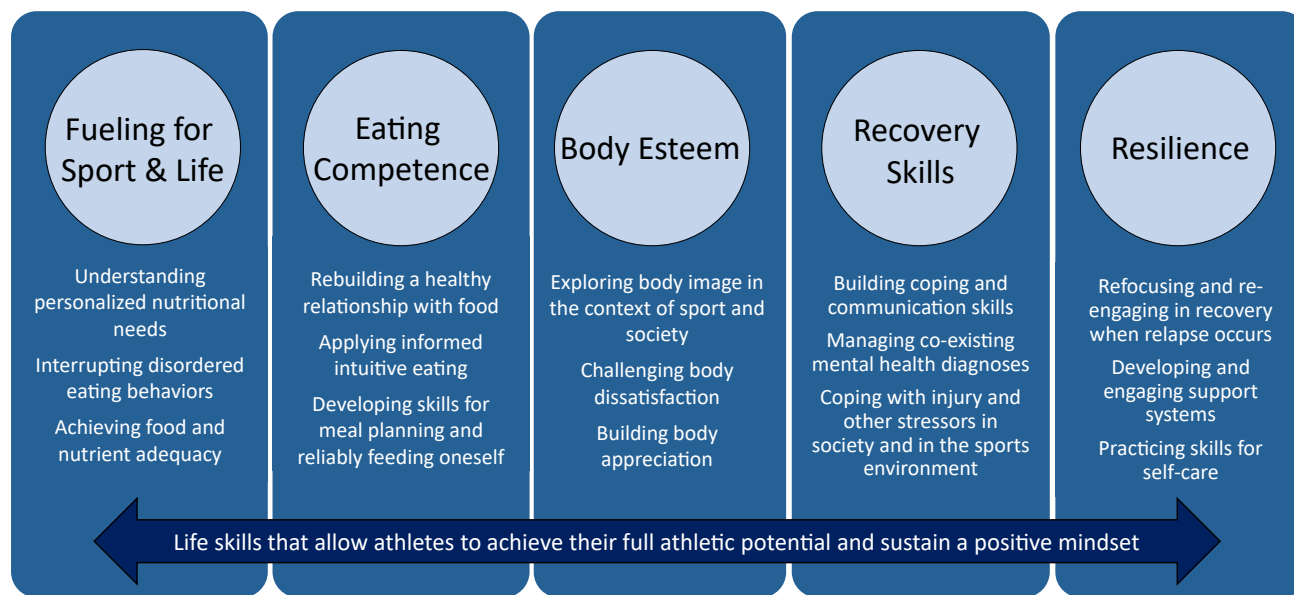 Fueling for
Sport & Life
Understanding
personalized nutritional
needs
Interrupting disordered
eating behaviors
Achieving food and
nutrient adequacy
Eating
Competence
Rebuilding a healthy
relationship with food
Applying informed
intuitive eating
Developing skills for
meal planning and
reliably feeding oneself
Body Esteem
Exploring body image in
the context of sport and
society
Challenging body
dissatisfaction
Building body
appreciation
Recovery
Skills
Building coping and
communication skills
Managing co-existing
mental health diagnoses
Coping with injury and
other stressors in
society and in the sports
environment
Resilience
Refocusing and re-
engaging in recovery
when relapse occurs
Developing and
engaging support
systems
Practicing skills for
self-care
Life skills that allow athletes to achieve their full athletic potential and sustain a positive mindset